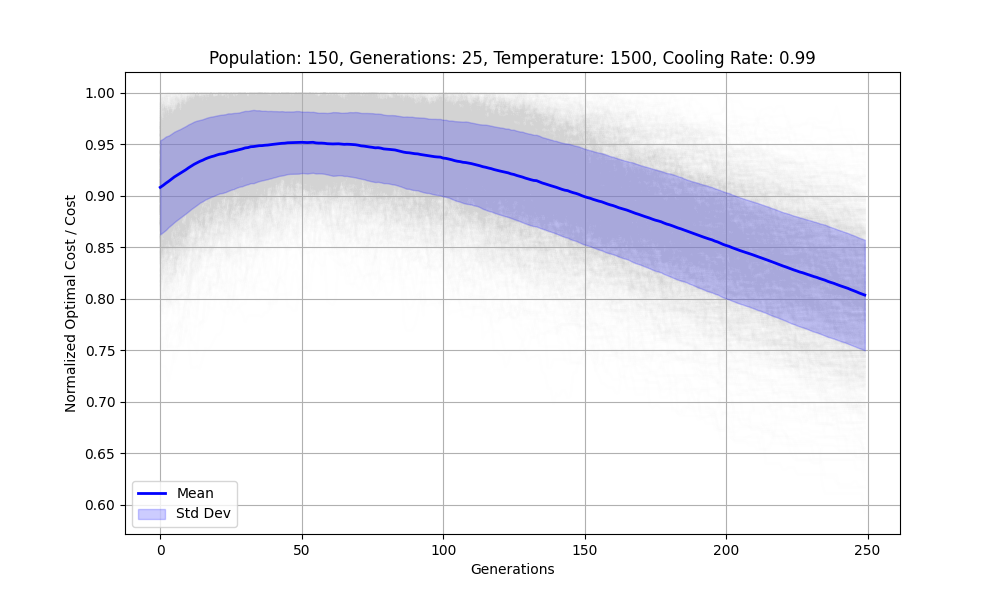 Population: 150, Generations: 25, Temperature: 1500, Cooling Rate: 0.99
Normalized Optimal Cost / Cost
1.00
0.95
0.90
0.85
0.80
0.75
0.70
0.65
0.60
Mean
Std Dev
0 50 100 150 200 250
Generations